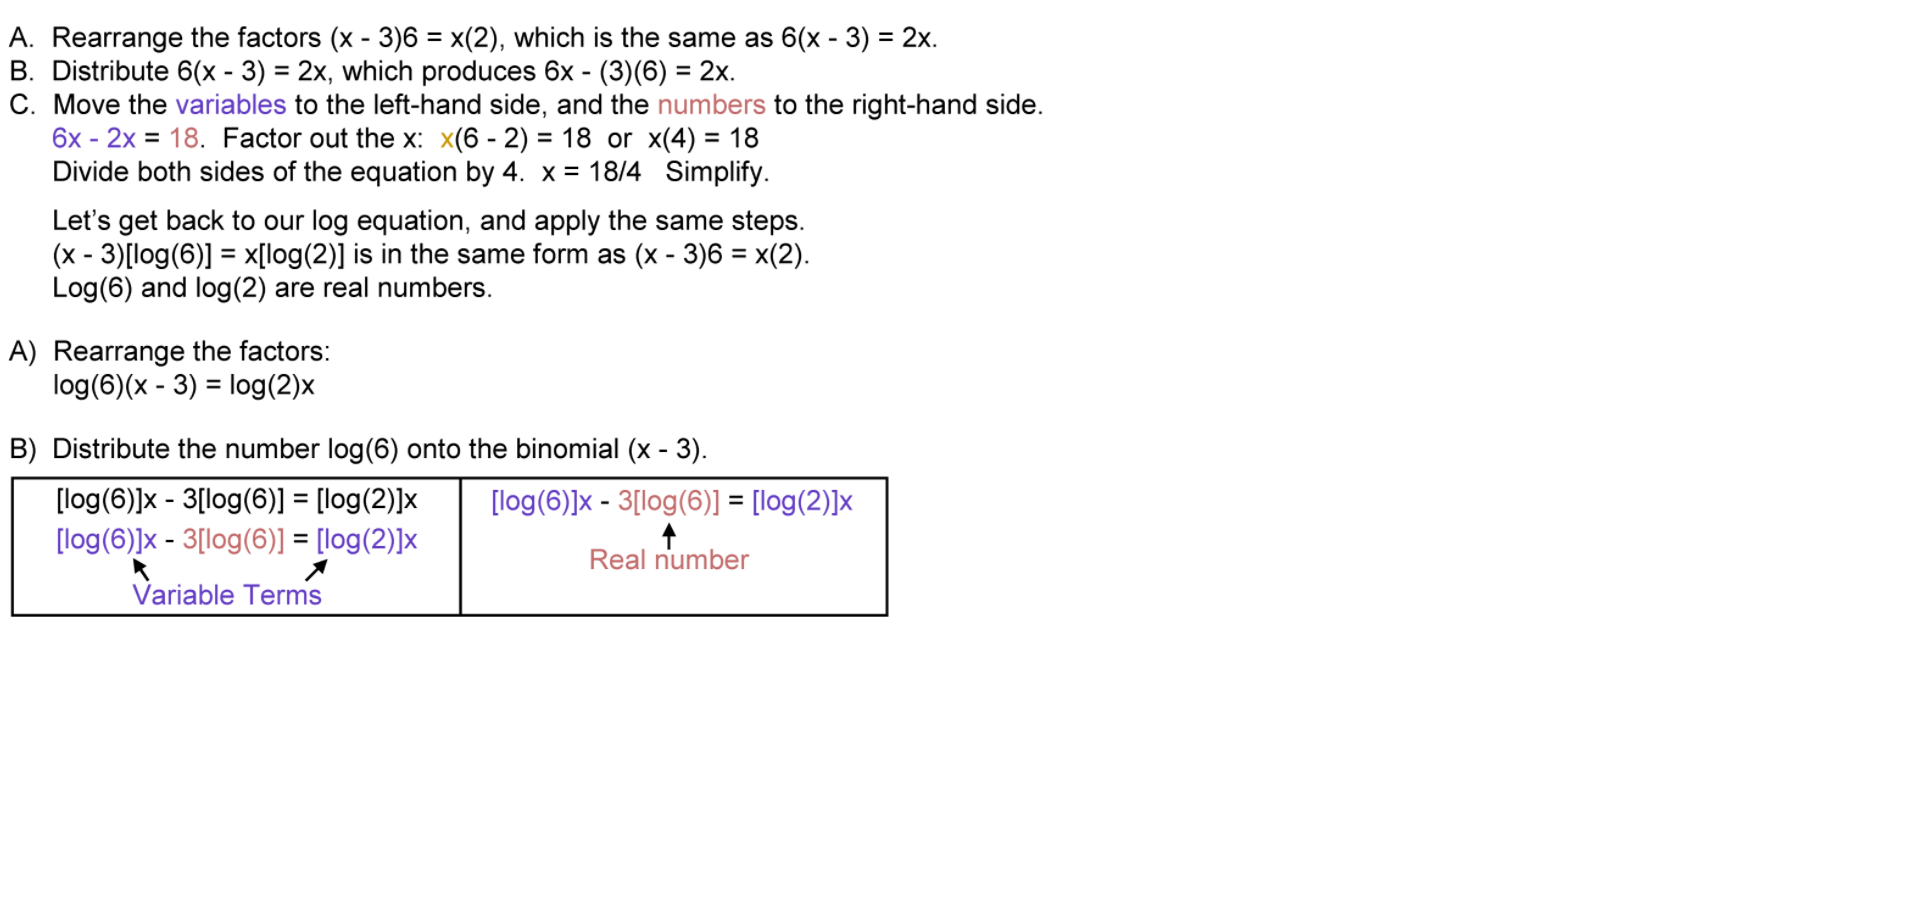 A. Rearrange the factors (x - 3)6 = x(2), which is the same as 6(x - 3) = 2x.
B. Distribute 6(x - 3) = 2x, which produces 6x - (3)(6) = 2x.
C. Move the variables to the left-hand side, and the numbers to the right-hand side.
6x - 2x = 18. Factor out the x: x(6 - 2) = 18 or x(4) = 18
Divide both sides of the equation by 4. x = 18/4 Simplify.
Let's get back to our log equation, and apply the same steps.
(x - 3)[log(6)] = x[log(2)] is in the same form as (x - 3)6 = x(2).
Log(6) and log(2) are real numbers.
A) Rearrange the factors:
log(6)(x - 3) = log(2)x
B) Distribute the number log(6) onto the binomial (x - 3).
[log(6)]x - 3[log(6)] = [log(2)]x
[log(6)]x - 3[log(6)] = [log(2)]x
Variable Terms
[log(6)]x - 3[log(6)] = [log(2)]x
Real number